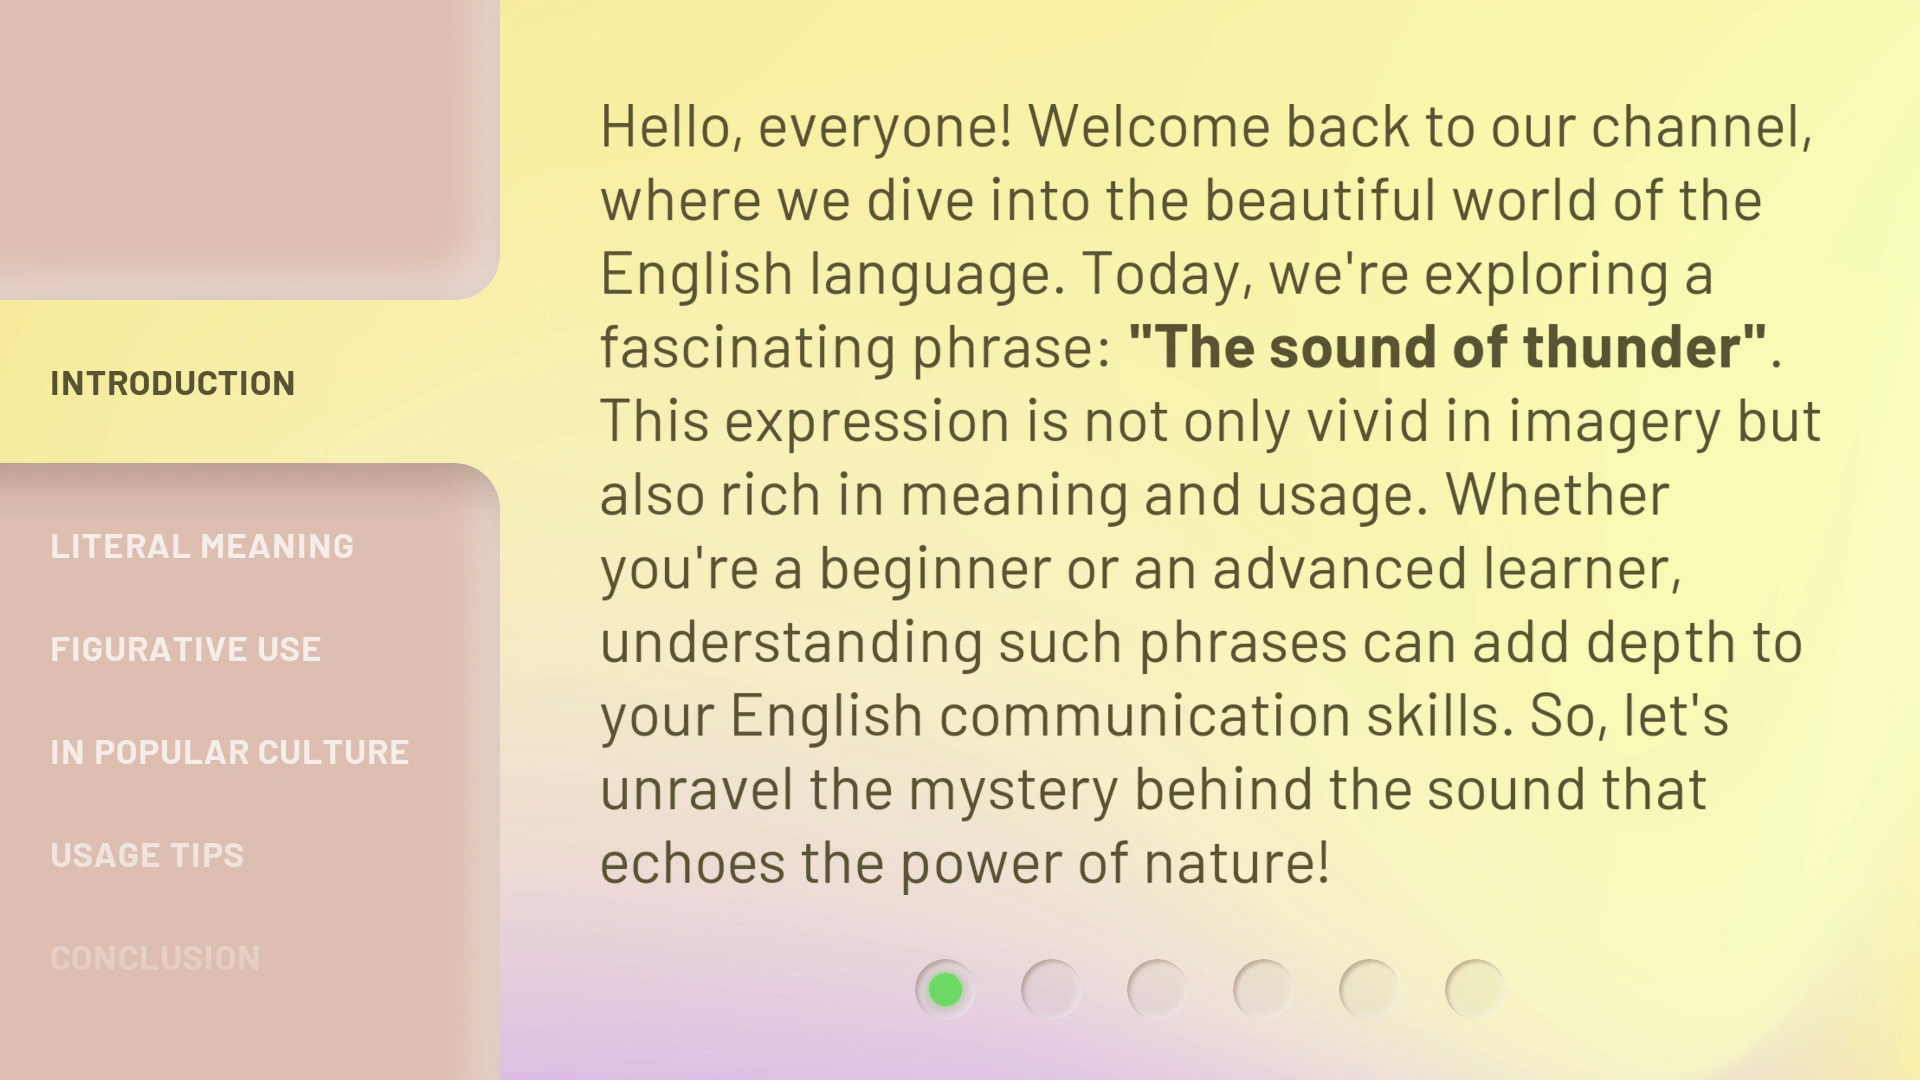 INTRODUCTION
LITERAL MEANING
FIGURATIVE USE
IN POPULAR CULTURE
USAGE TIPS
CONCLUSION
Hello, everyone! Welcome back to our channel,
where we dive into the beautiful world of the
English language. Today, we're exploring a
fascinating phrase: "The sound of thunder".
This expression is not only vivid in imagery but
also rich in meaning and usage. Whether
you're a beginner or an advanced learner,
understanding such phrases can add depth to
your English communication skills. So, let's
unravel the mystery behind the sound that
echoes the power of nature!